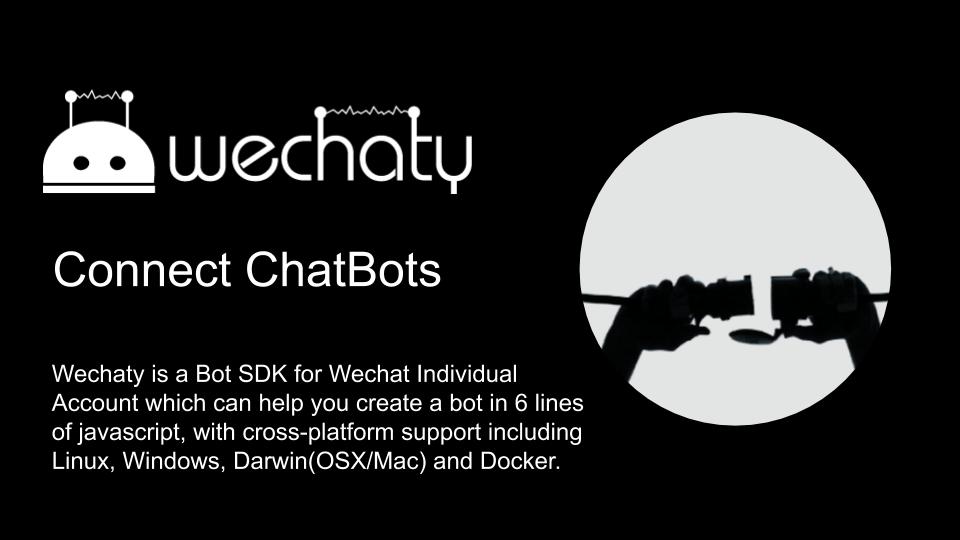 wechaty
Connect ChatBots
Wechaty is a Bot SDK for Wechat Individual
Account which can help you create a bot in 6 lines
of javascript, with cross-platform support including
Linux, Windows, Darwin(OSX/Mac) and Docker.